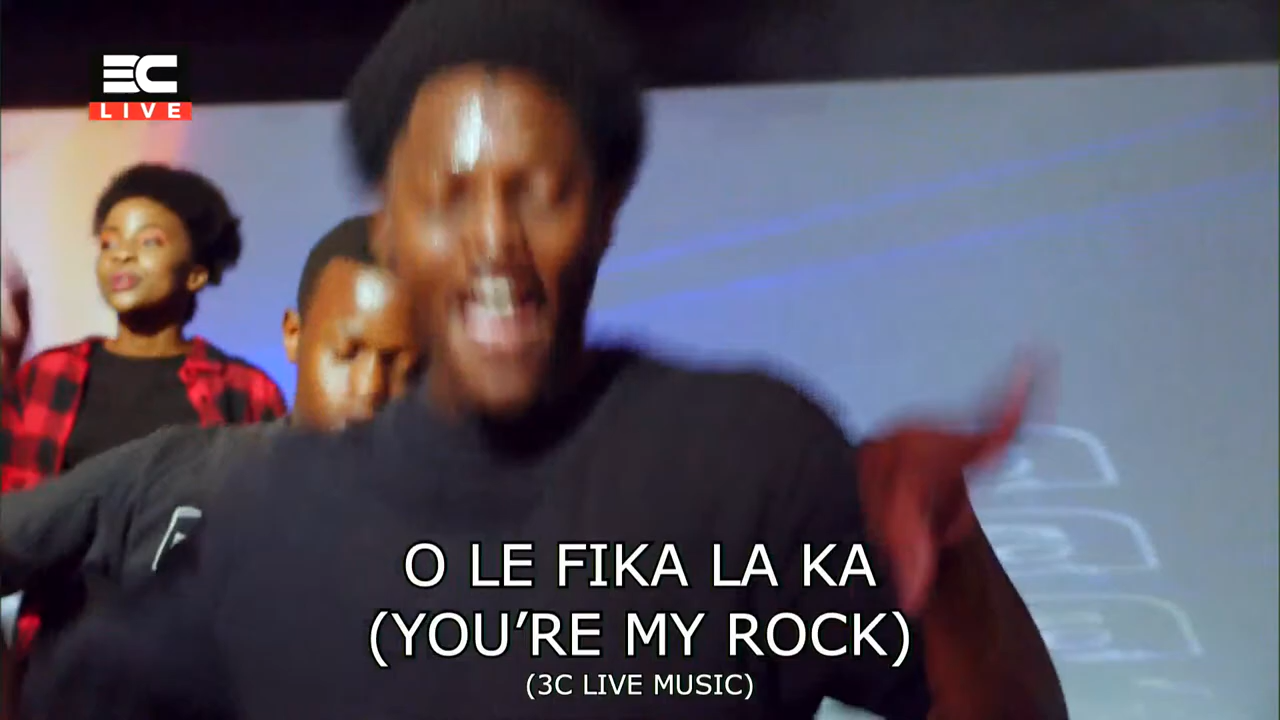 3C
LIVE
O LE FIKA LA KA
(YOU'RE MY ROCK)
(3C LIVE MUSIC)